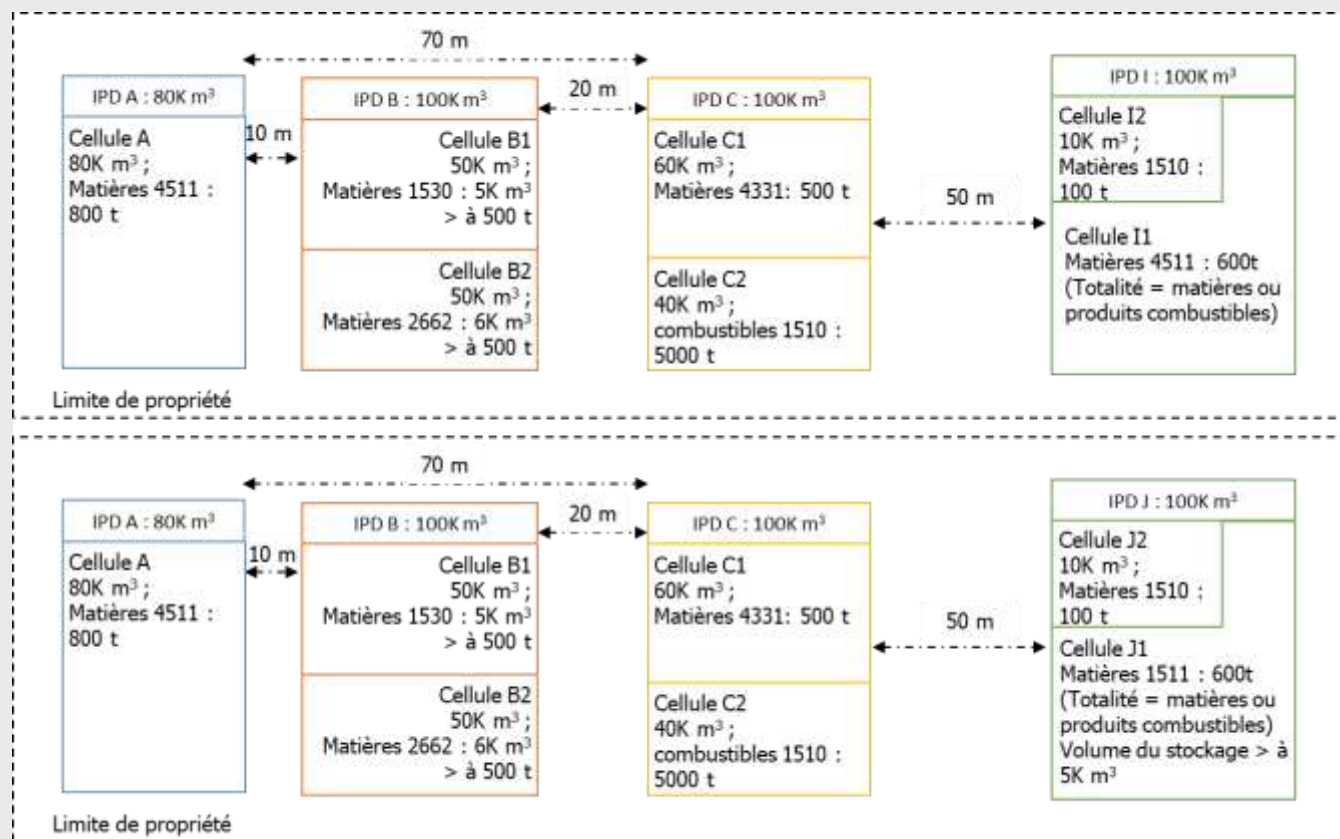 70 m
IPD A : 80K m³
10 m
IPD B : 100K m³
20 m
IPD C : 100K m³
50 m
IPD I : 100K m³
Cellule A
80K m³ ;
Matières 4511 :
800 t
Cellule B1
50K m³ ;
Matières 1530 : 5K m³
> à 500 t
Cellule B2
50K m³ ;
Matières 2662 : 6K m³
> à 500 t
Cellule C1
60K m³ ;
Matières 4331: 500 t
Cellule C2
40K m³ ;
combustibles 1510 :
5000 t
Cellule I2
10K m³ ;
Matières 1510 :
100 t
Cellule I1
Matières 4511 : 600t
(Totalité = matières ou
produits combustibles)
Limite de propriété
70 m
IPD A : 80K m³
10 m
IPD B : 100K m³
20 m
IPD C : 100K m³
50 m
IPD J : 100K m³
Cellule A
80K m³ ;
Matières 4511 :
800 t
Cellule B1
50K m³ ;
Matières 1530 : 5K m³
> à 500 t
Cellule B2
50K m³ ;
Matières 2662 : 6K m³
> à 500 t
Cellule C1
60K m³ ;
Matières 4331: 500 t
Cellule C2
40K m³ ;
combustibles 1510 :
5000 t
Cellule J2
10K m³ ;
Matières 1510 :
100 t
Cellule J1
Matières 1511 : 600t
(Totalité = matières ou
produits combustibles)
Volume du stockage > à
5K m³
Limite de propriété